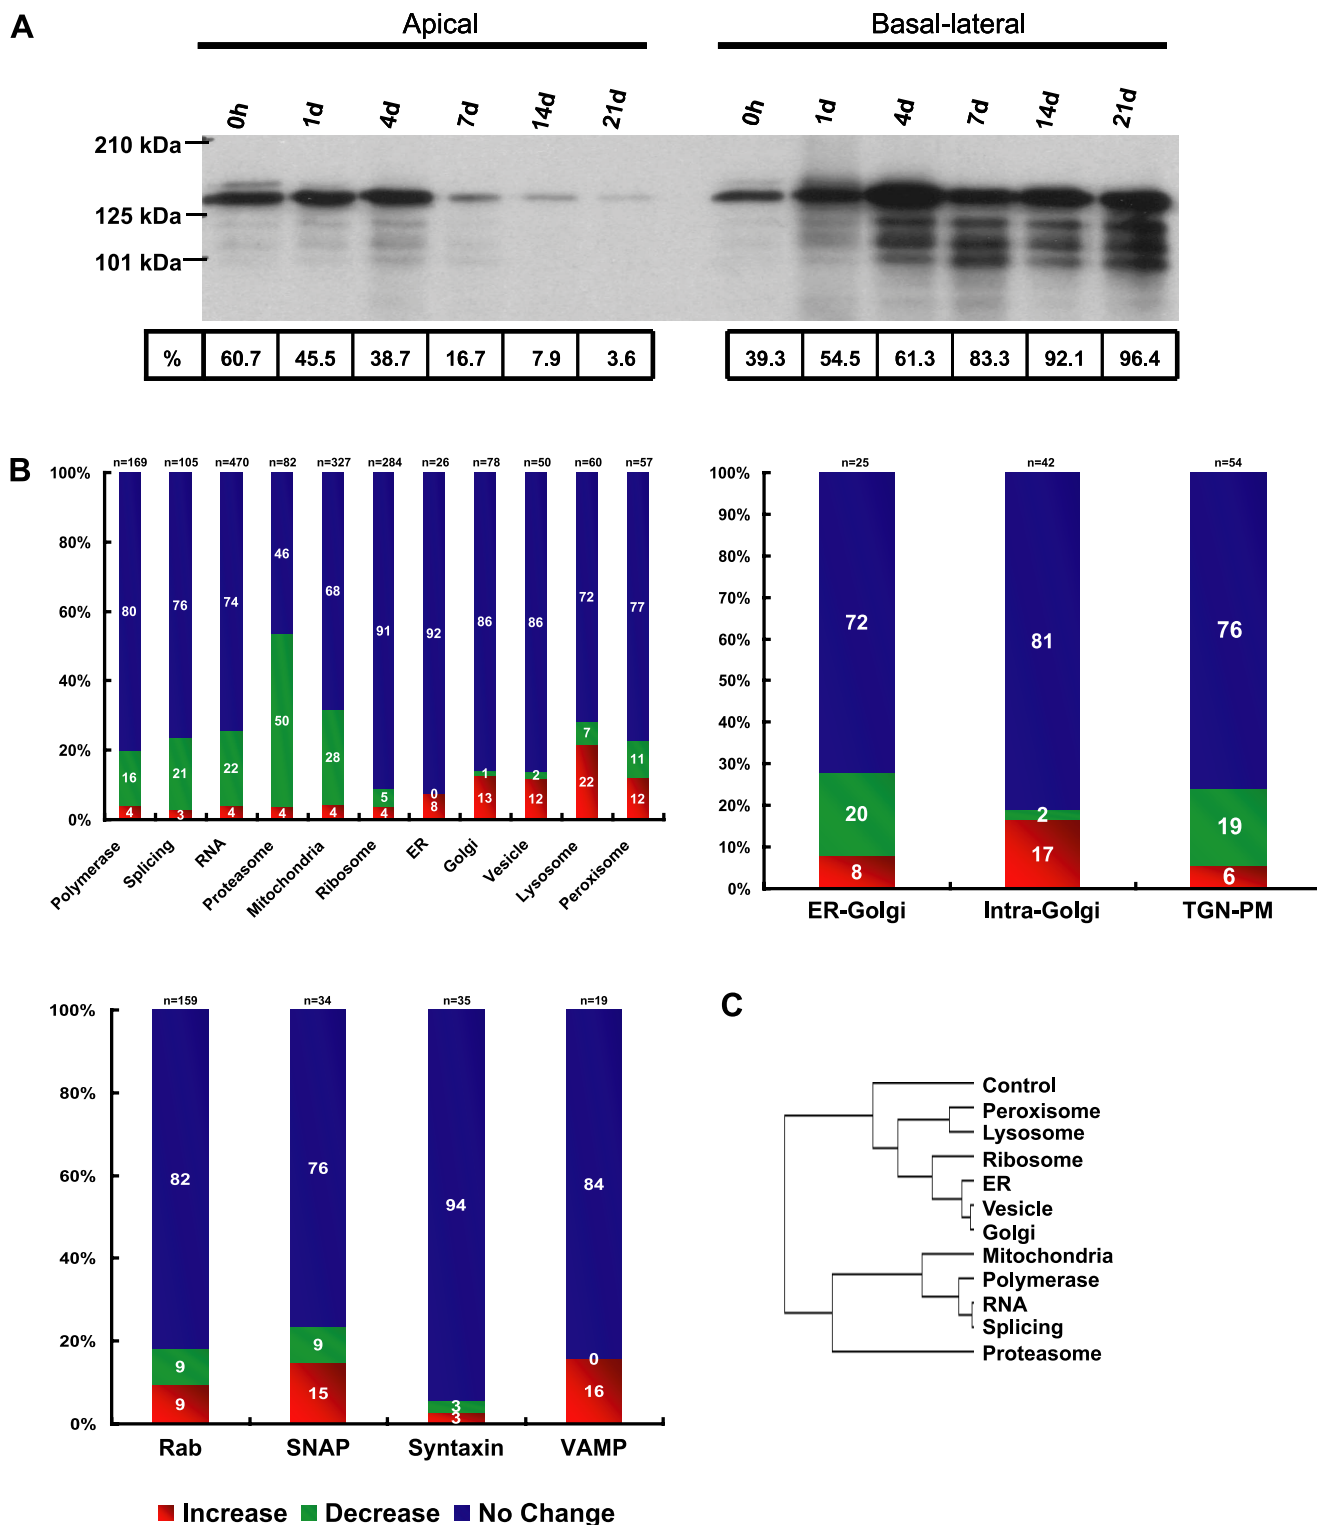 A
Apical
Basal-lateral
0h 1d 4d 7d 14d 21d
0h 1d 4d 7d 14d 21d
210 kDa
125 kDa
101 kDa
% 60.7 45.5 38.7 16.7 7.9 3.6
39.3 54.5 61.3 83.3 92.1 96.4
B
n=169 n=105 n=470 n=82 n=327 n=284 n=26 n=78 n=50 n=60 n=57
100%
80%
60%
40%
20%
0%
80 76 74 46 68 91 92 86 86 72 77
16 21 22 50 28 5 0 1 2 7 11
4 3 4 4 4 4 8 13 12 22 12
Polymerase Splicing RNA Proteasome Mitochondria Ribosome ER Golgi Vesicle Lysosome Peroxisome
n=25 n=42 n=54
100%
90%
80%
70%
60%
50%
40%
30%
20%
10%
0%
72 81 76
20 2 19
8 17 6
ER-Golgi Intra-Golgi TGN-PM
n=159 n=34 n=35 n=19
100%
80%
60%
40%
20%
0%
82 76 94 84
9 9 3 0
9 15 3 16
Rab SNAP Syntaxin VAMP
Increase Decrease No Change
C
Control
Peroxisome
Lysosome
Ribosome
ER
Vesicle
Golgi
Mitochondria
Polymerase
RNA
Splicing
Proteasome